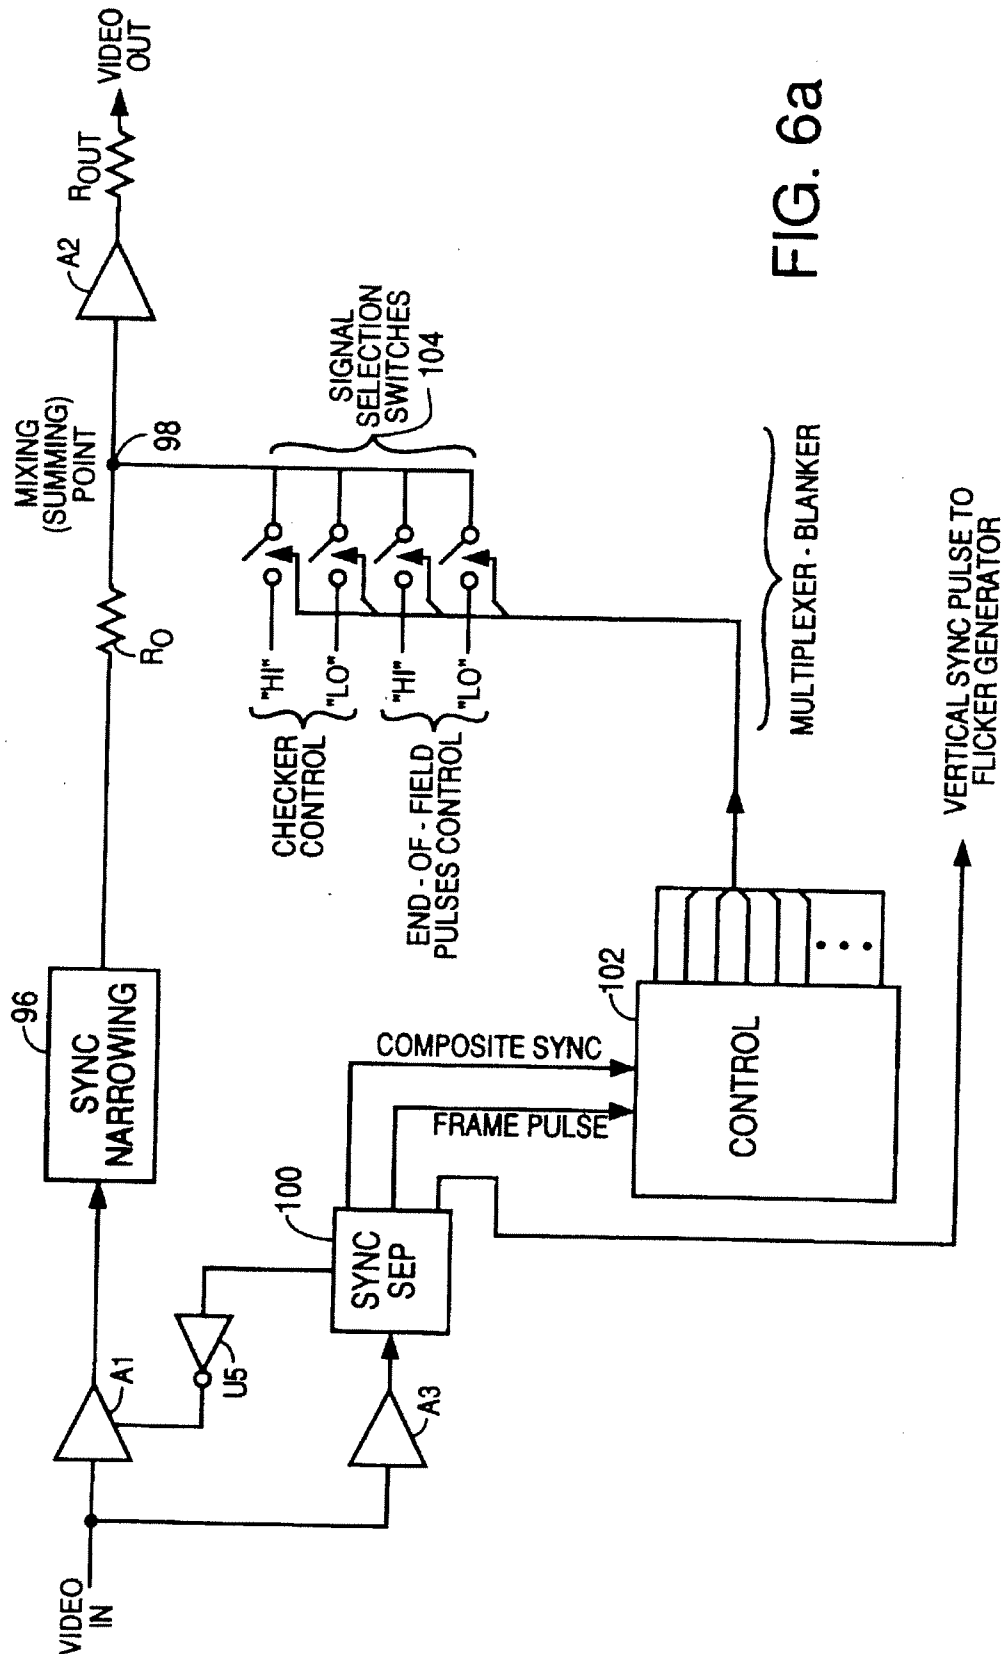 VIDEO
IN
A1
U5
A3
96
SYNC
NARROWING
100
SYNC
SEP
COMPOSITE SYNC
FRAME PULSE
102
CONTROL
RO
MIXING
(SUMMING)
POINT
98
A2
ROUT
VIDEO
OUT
SIGNAL
SELECTION
SWITCHES
104
"HI"
"LO"
"HI"
"LO"
CHECKER
CONTROL
END - OF - FIELD
PULSES CONTROL
MULTIPLEXER - BLANKER
VERTICAL SYNC PULSE TO
FLICKER GENERATOR
FIG. 6a